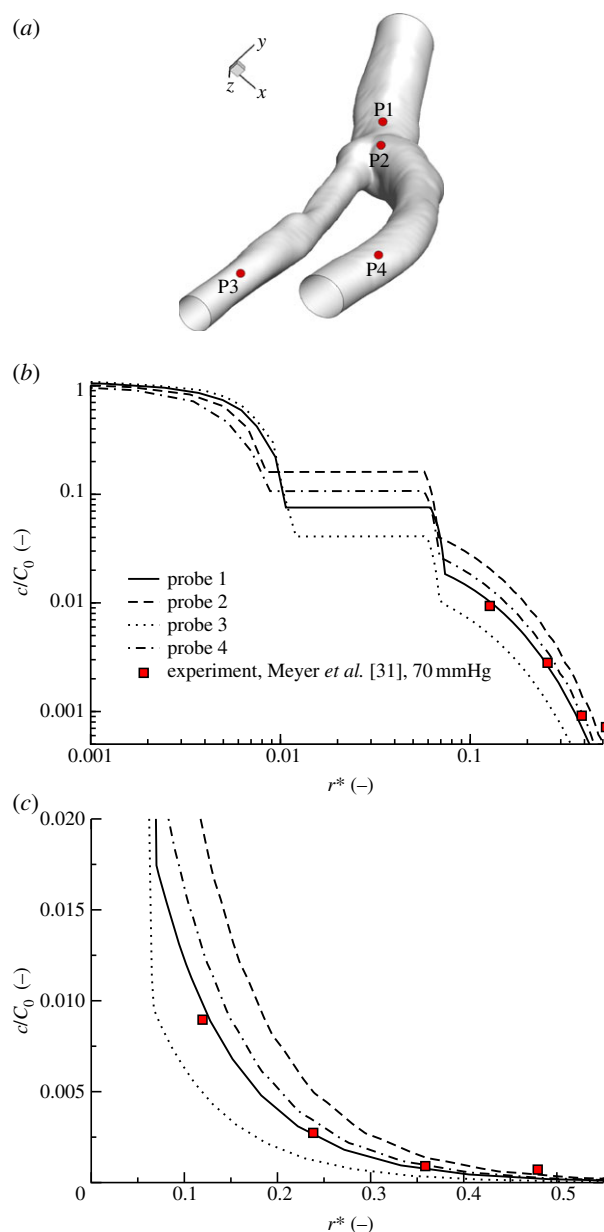 (a)
y
z
x
P1
P2
P3
P4
(b)
1
0.1
0.01
0.001
c/C0 (–)
probe 1
probe 2
probe 3
probe 4
experiment, Meyer et al. [31], 70 mmHg
0.001 0.01 0.1
r* (–)
(c)
0.020
0.015
0.010
0.005
c/C0 (–)
0 0.1 0.2 0.3 0.4 0.5
r* (–)